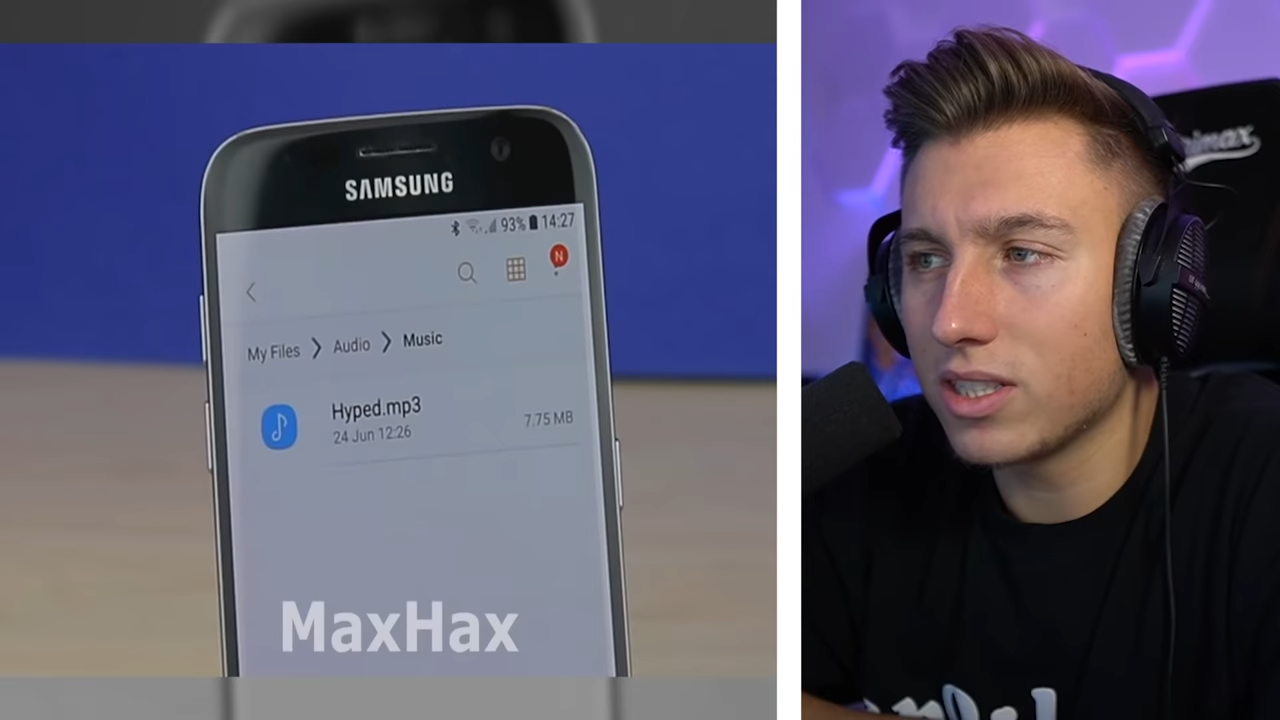 SAMSUNG
93% 14:27
N
My Files > Audio > Music
Hyped.mp3
24 Jun 12:26
7.75 MB
MaxHax